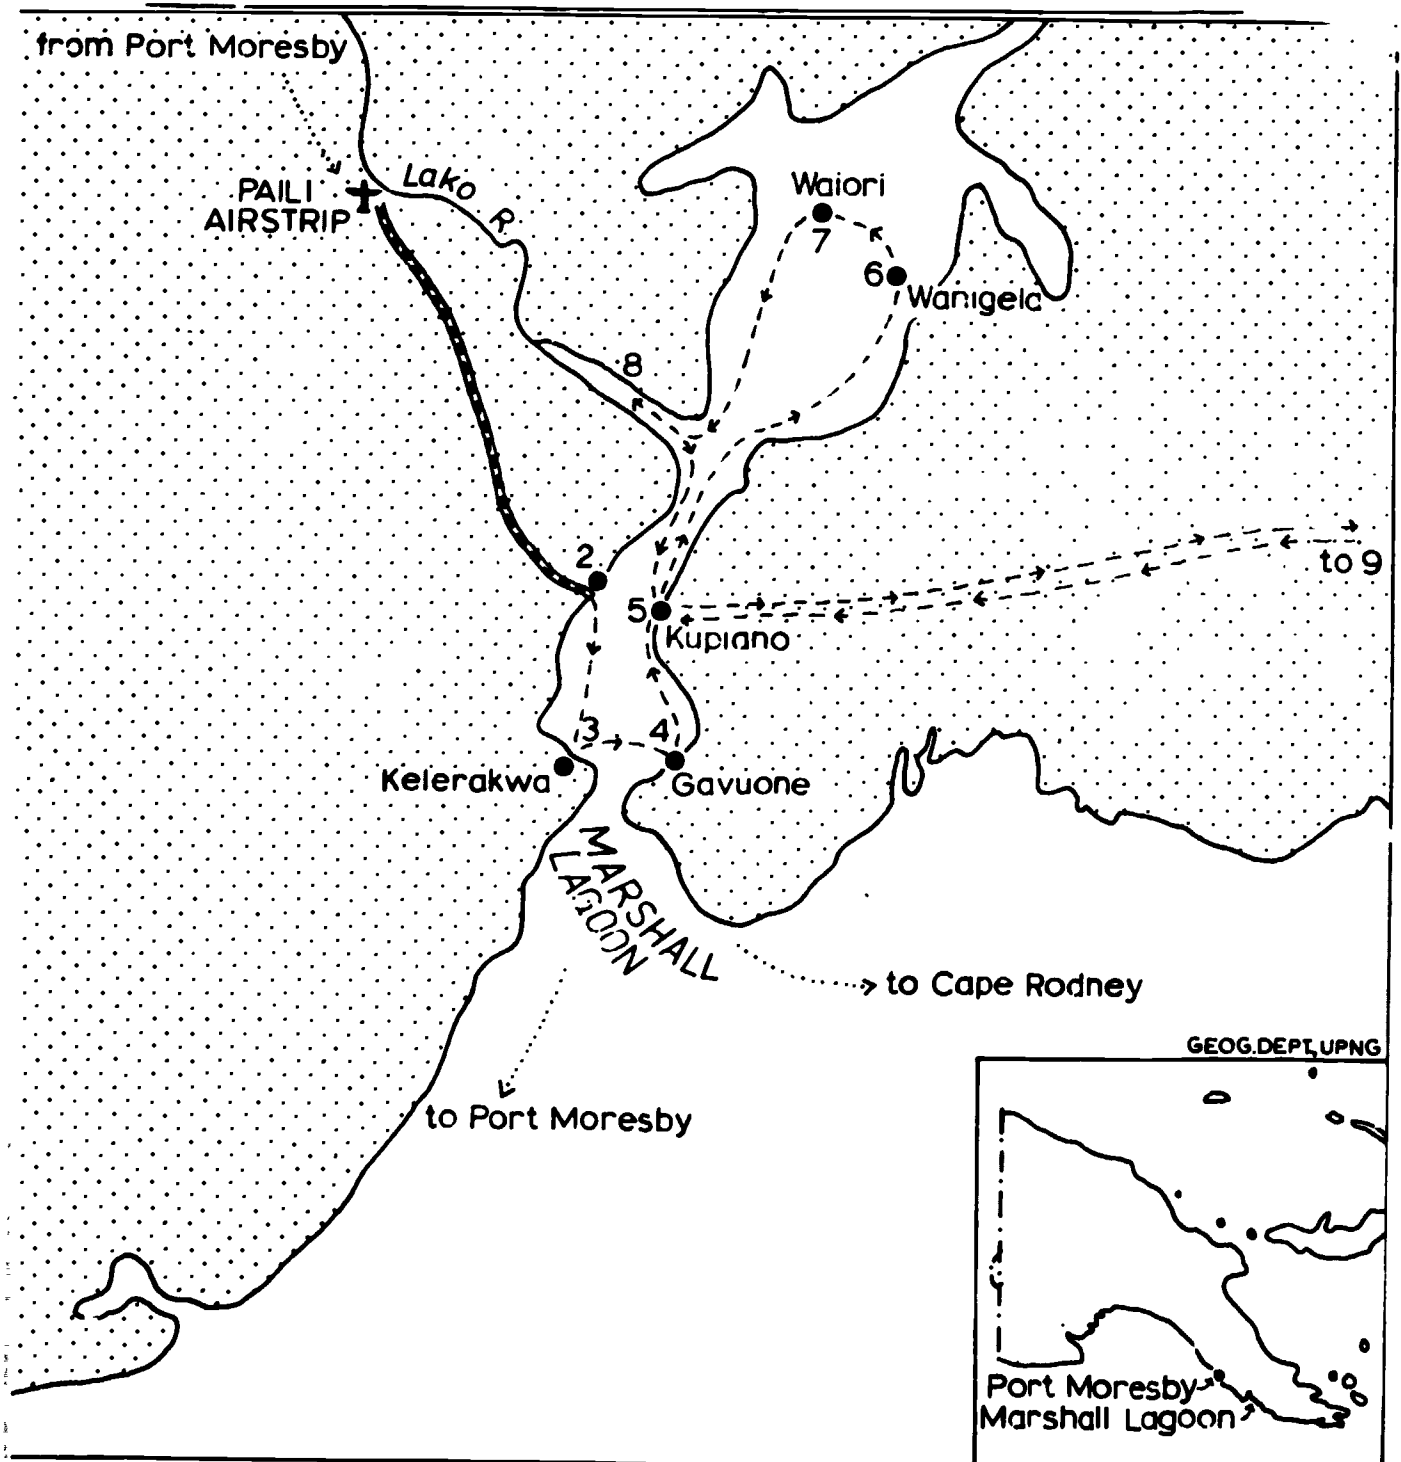 from Port Moresby
PAILI
AIRSTRIP
Lako R.
Waiori
7
6
Wanigela
8
2
to 9
5
Kupiano
3
4
Kelerakwa
Gavuone
MARSHALL
LAGOON
to Cape Rodney
to Port Moresby
GEOG.DEPT,UPNG
Port Moresby
Marshall Lagoon